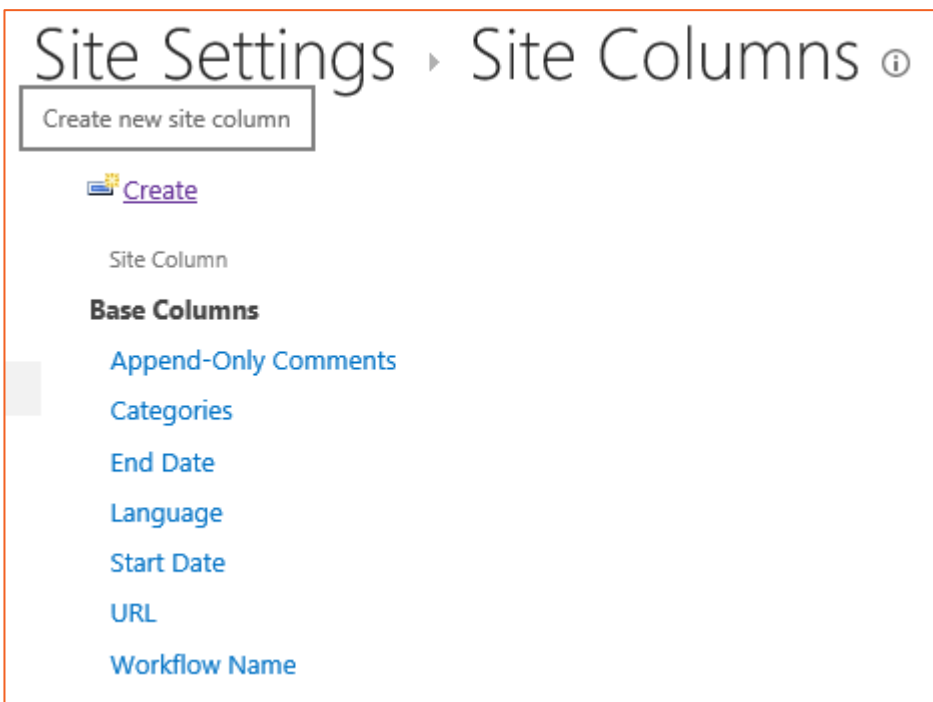 Site Settings Site Columns
Create new site column
Create
Site Column
Base Columns
Append-Only Comments
Categories
End Date
Language
Start Date
URL
Workflow Name